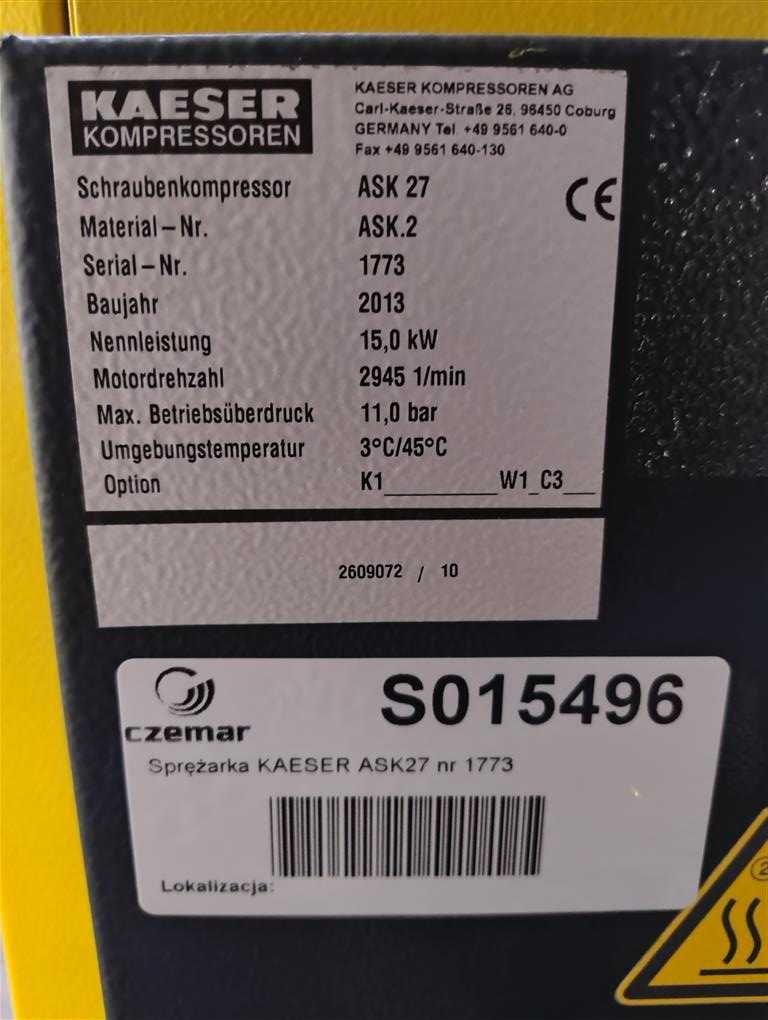 KAESER
KOMPRESSOREN
KAESER KOMPRESSOREN AG
Carl-Kaeser-Straße 26, 96450 Coburg
GERMANY Tel. +49 9561 640-0
Fax +49 9561 640-130
Schraubenkompressor ASK 27
CE
Material-Nr. ASK.2
Serial-Nr. 1773
Baujahr 2013
Nennleistung 15,0 kW
Motordrehzahl 2945 1/min
Max. Betriebsüberdruck 11,0 bar
Umgebungstemperatur 3°C/45°C
Option K1__________W1_C3___
2609072 / 10
czemar
S015496
Sprężarka KAESER ASK27 nr 1773
Lokalizacja:
2